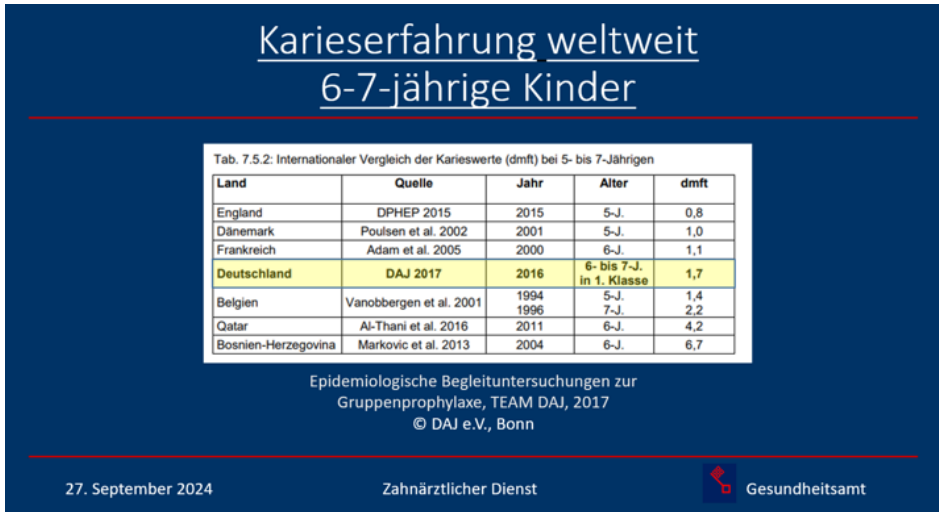 Karieserfahrung weltweit
6-7-jährige Kinder
Tab. 7.5.2: Internationaler Vergleich der Karieswerte (dmft) bei 5- bis 7-Jährigen
Land Quelle Jahr Alter dmft
England DPHEP 2015 2015 5-J. 0,8
Dänemark Poulsen et al. 2002 2001 5-J. 1,0
Frankreich Adam et al. 2005 2000 6-J. 1,1
Deutschland DAJ 2017 2016 6- bis 7-J. in 1. Klasse 1,7
Belgien Vanobbergen et al. 2001 1994 5-J. 1,4
1996 7-J. 2,2
Qatar Al-Thani et al. 2016 2011 6-J. 4,2
Bosnien-Herzegovina Markovic et al. 2013 2004 6-J. 6,7
Epidemiologische Begleituntersuchungen zur
Gruppenprophylaxe, TEAM DAJ, 2017
© DAJ e.V., Bonn
27. September 2024 Zahnärztlicher Dienst Gesundheitsamt